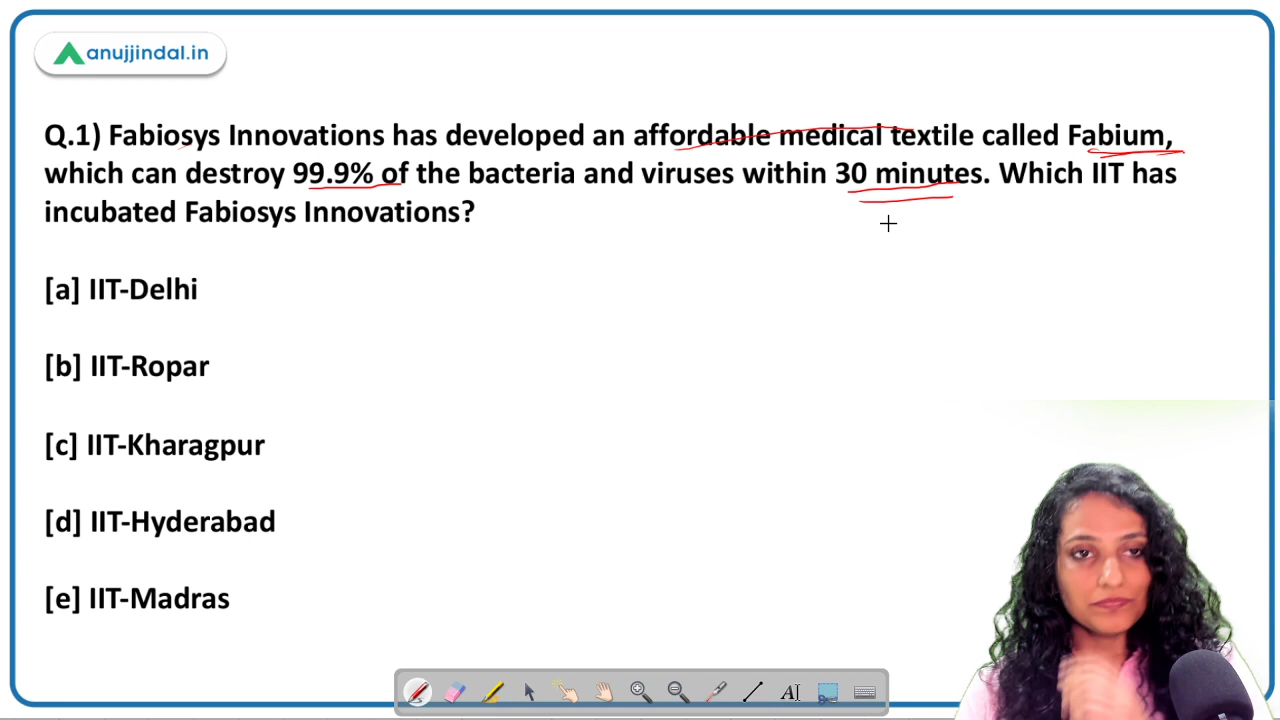 anujjindal.in
Q.1) Fabiosys Innovations has developed an affordable medical textile called Fabium,
which can destroy 99.9% of the bacteria and viruses within 30 minutes. Which IIT has
incubated Fabiosys Innovations?
[a] IIT-Delhi
[b] IIT-Ropar
[c] IIT-Kharagpur
[d] IIT-Hyderabad
[e] IIT-Madras
AI